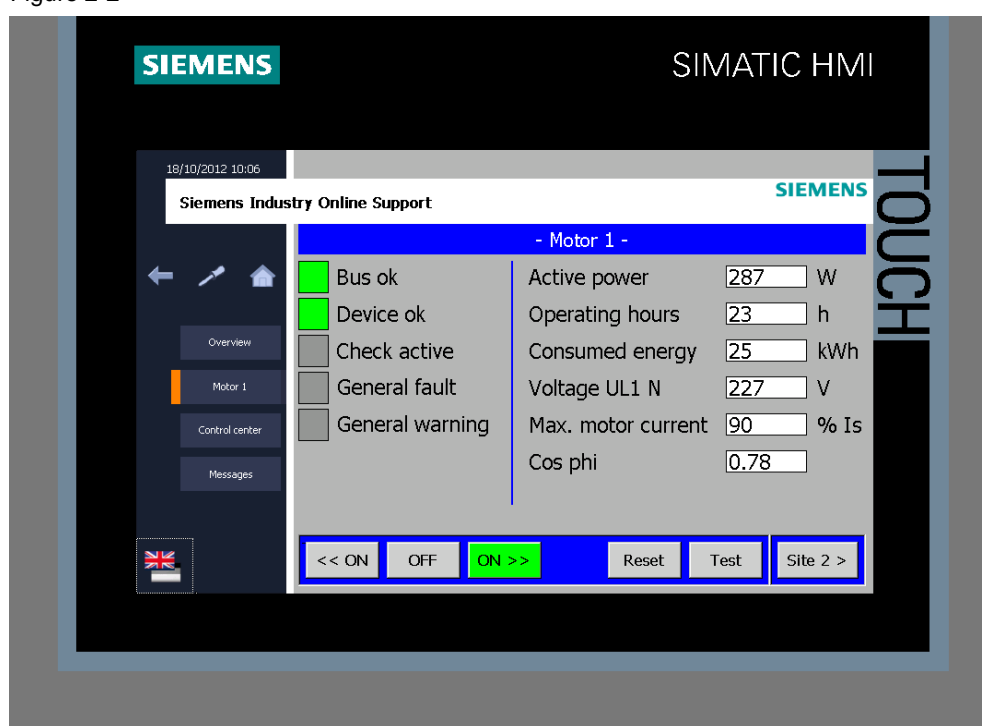 SIEMENS
SIMATIC HMI
TOUCH
18/10/2012 10:06
SIEMENS
Siemens Industry Online Support
- Motor 1 -
Bus ok
Device ok
Check active
General fault
General warning
Active power 287 W
Operating hours 23 h
Consumed energy 25 kWh
Voltage UL1 N 227 V
Max. motor current 90 % Is
Cos phi 0.78
Overview
Motor 1
Control center
Messages
<< ON OFF ON >> Reset Test Site 2 >